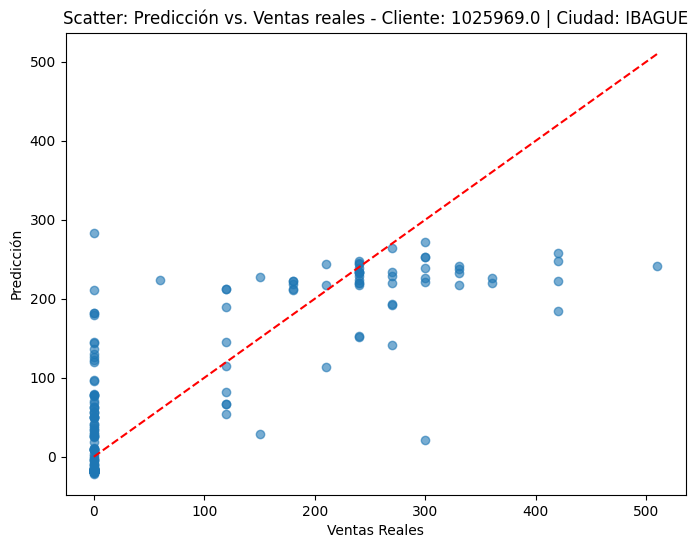 Scatter: Predicción vs. Ventas reales - Cliente: 1025969.0 | Ciudad: IBAGUE
500
400
300
200
100
0
Predicción
0 100 200 300 400 500
Ventas Reales